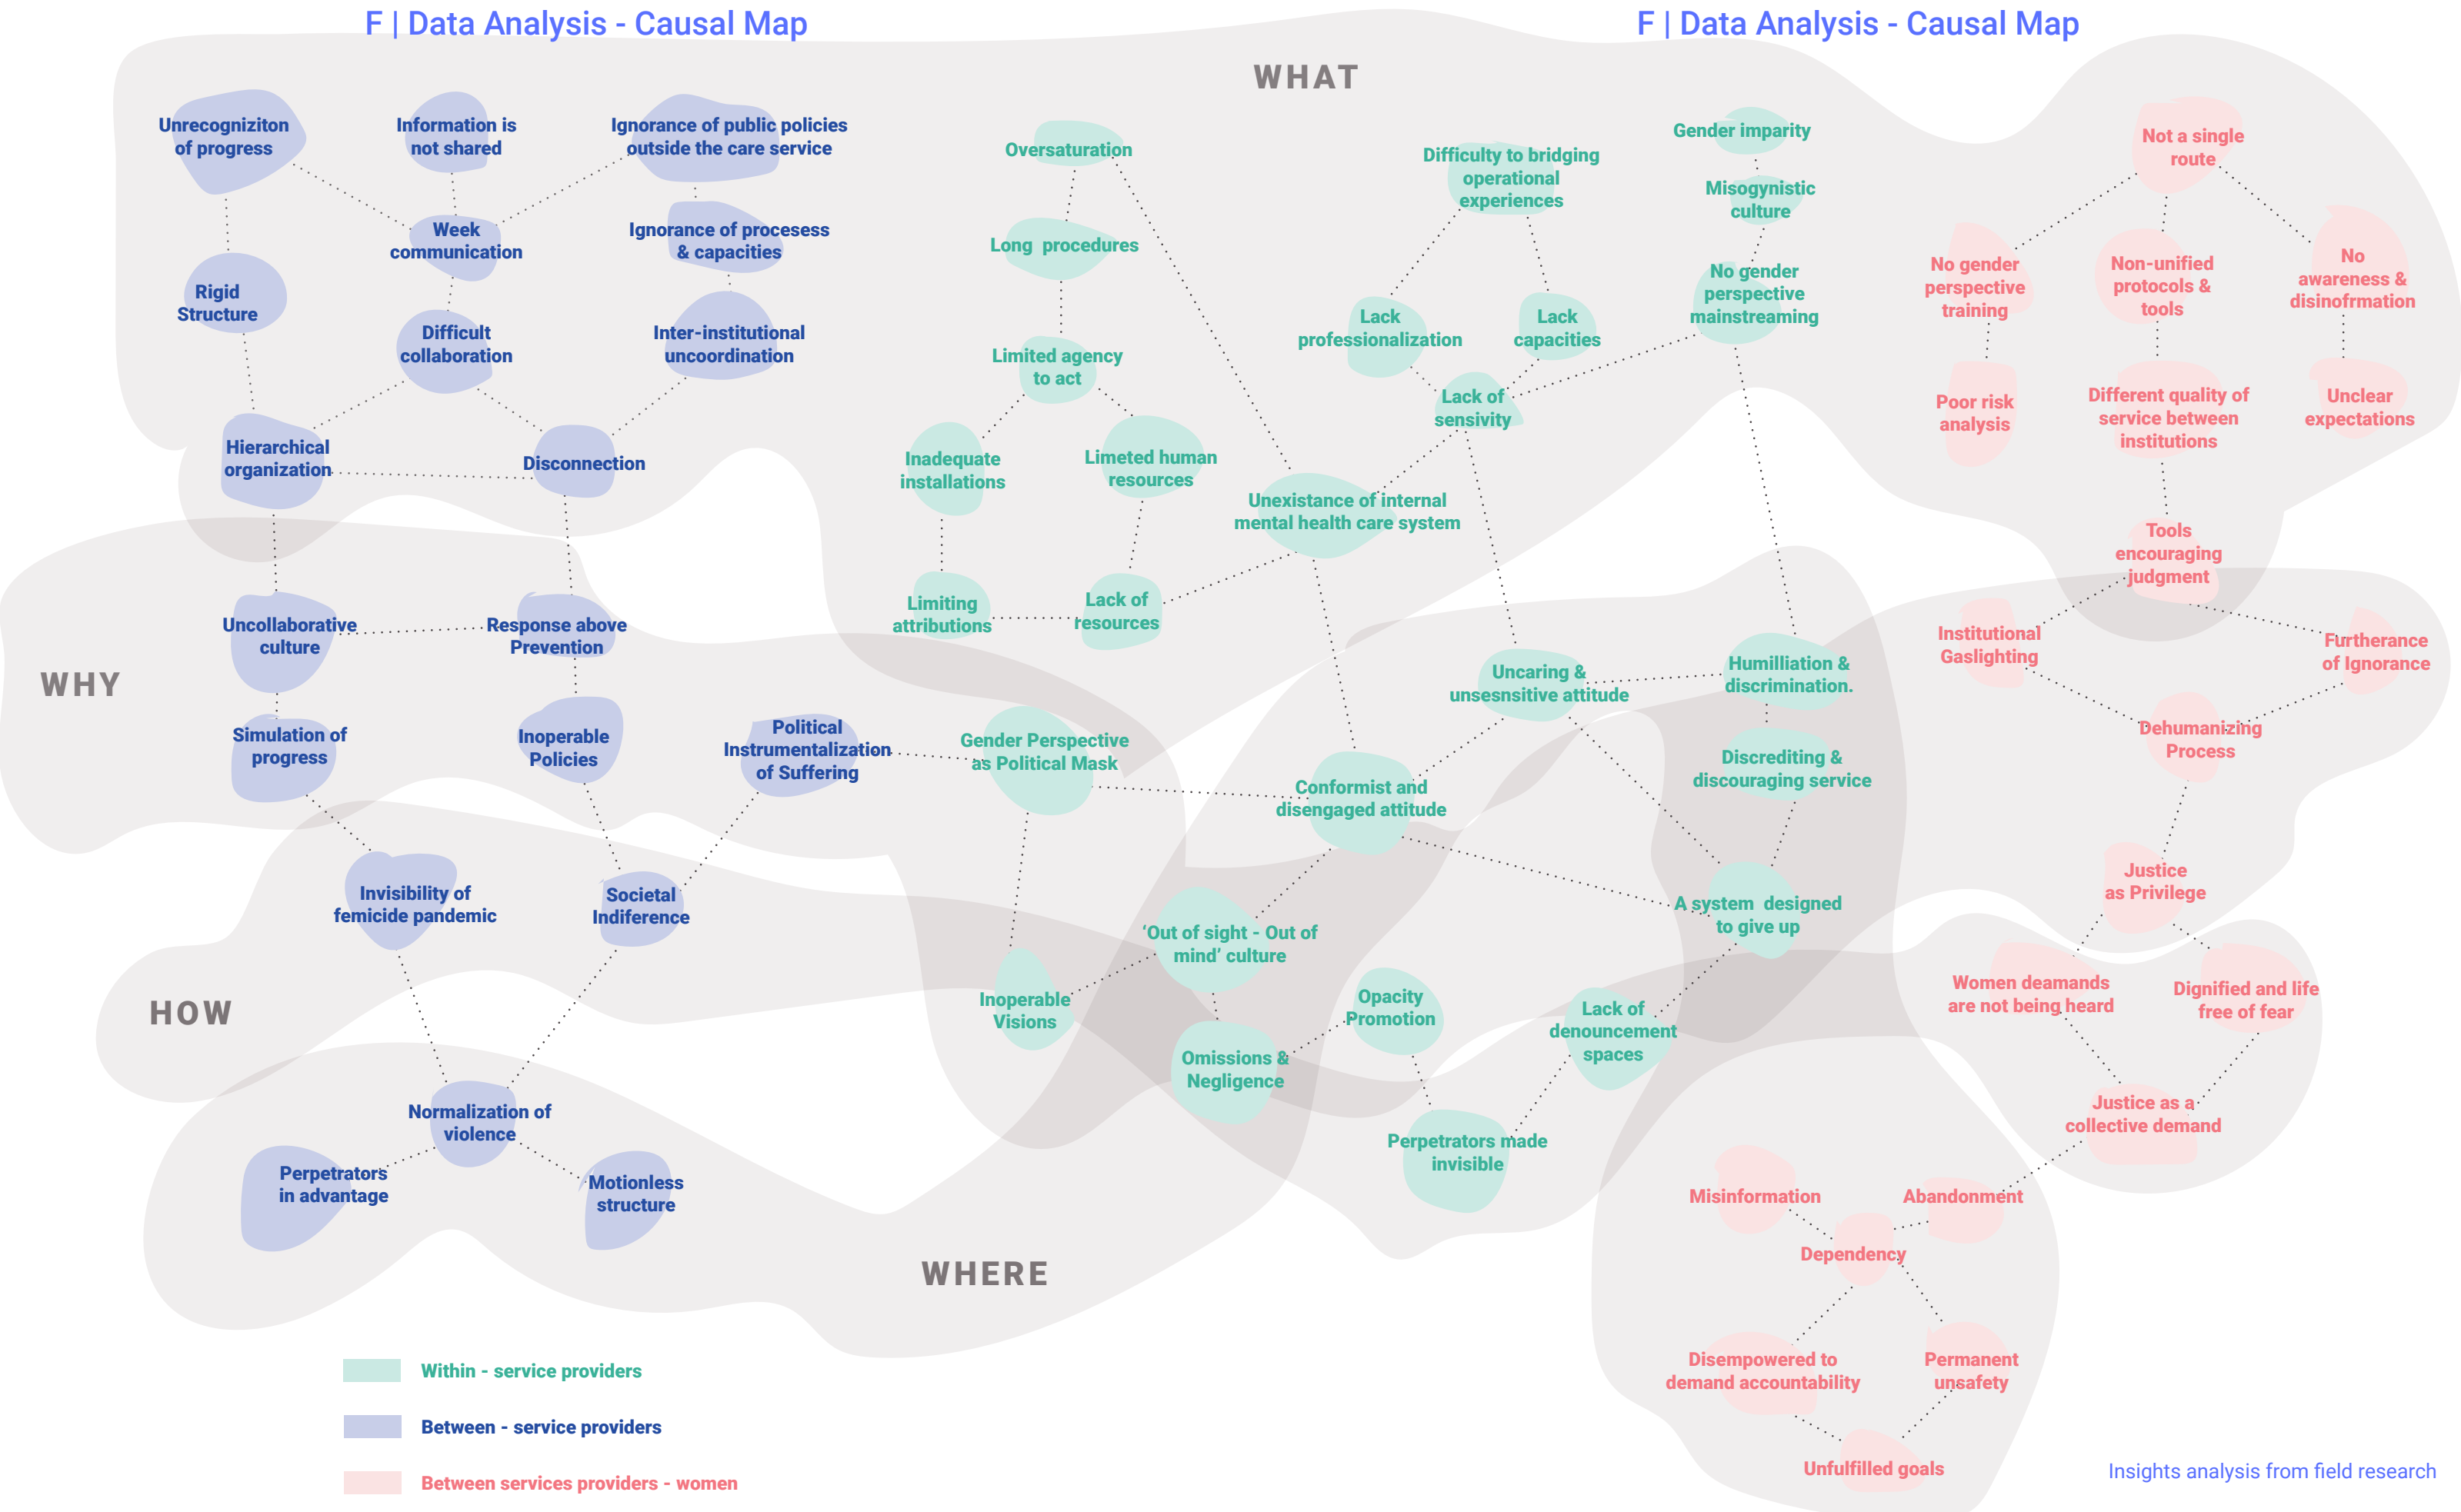 F | Data Analysis - Causal Map
F | Data Analysis - Causal Map
WHAT
Unrecogniziton
of progress
Information is
not shared
Ignorance of public policies
outside the care service
Week
communication
Ignorance of procesess
& capacities
Rigid
Structure
Difficult
collaboration
Inter-institutional
uncoordination
Hierarchical
organization
Disconnection
Oversaturation
Long procedures
Limited agency
to act
Inadequate
installations
Limeted human
resources
Limiting
attributions
Lack of
resources
Unexistance of internal
mental health care system
Difficulty to bridging
operational
experiences
Lack
professionalization
Lack
capacities
Lack of
sensivity
Gender imparity
Misogynistic
culture
No gender
perspective
mainstreaming
Not a single
route
No gender
perspective
training
Non-unified
protocols &
tools
No
awareness &
disinofrmation
Poor risk
analysis
Different quality of
service between
institutions
Unclear
expectations
Tools
encouraging
judgment
WHY
Uncollaborative
culture
Response above
Prevention
Simulation of
progress
Inoperable
Policies
Political
Instrumentalization
of Suffering
Gender Perspective
as Political Mask
Conformist and
disengaged attitude
Uncaring &
unsesnsitive attitude
Humilliation &
discrimination.
Discrediting &
discouraging service
A system designed
to give up
Institutional
Gaslighting
Furtherance
of Ignorance
Dehumanizing
Process
Justice
as Privilege
HOW
Invisibility of
femicide pandemic
Societal
Indiference
‘Out of sight - Out of
mind’ culture
Inoperable
Visions
Omissions &
Negligence
Opacity
Promotion
Lack of
denouncement
spaces
Perpetrators made
invisible
Women deamands
are not being heard
Dignified and life
free of fear
Justice as a
collective demand
Normalization of
violence
Perpetrators
in advantage
Motionless
structure
WHERE
Misinformation
Abandonment
Dependency
Disempowered to
demand accountability
Permanent
unsafety
Unfulfilled goals
Within - service providers
Between - service providers
Between services providers - women
Insights analysis from field research